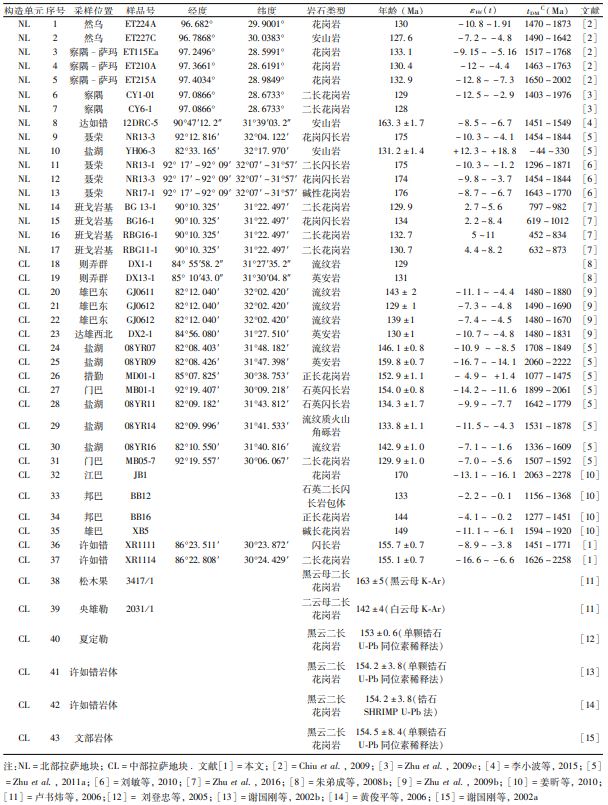 构造单元 序号 采样位置 样品号 经度 纬度 岩石类型 年龄 (Ma) εHf(t) tDM^C(Ma) 文献
NL 1 然乌 ET224A 96.682° 29.9001° 花岗岩 130 -10.8 - 1.91 1470 - 1873 [2]
NL 2 然乌 ET227C 96.7868° 30.0383° 安山岩 127.6 -7.2 ~ -4.8 1490 ~ 1642 [2]
NL 3 察隅-萨玛 ET115Ea 97.2496° 28.5991° 花岗岩 133.1 -9.15 ~ -5.16 1517 ~ 1768 [2]
NL 4 察隅-萨玛 ET210A 97.3661° 28.6191° 花岗岩 130.4 -12 ~ -4.4 1463 ~ 1763 [2]
NL 5 察隅-萨玛 ET215A 97.4034° 28.9849° 花岗岩 132.9 -12.8 ~ -7.3 1650 ~ 2002 [2]
NL 6 察隅 CY1-01 97.0866° 28.6733° 二长花岗岩 129 -12.5 ~ -2.9 1403 ~ 1976 [3]
NL 7 察隅 CY6-1 97.0866° 28.6733° 二长花岗岩 128 [3]
NL 8 达如错 12DRC-5 90°47′12.2″ 31°39′03.2″ 安山岩 163.3 ±1.7 -8.5 ~ -6.7 1451 ~ 1549 [4]
NL 9 聂荣 NR13-3 92°12.816′ 32°04.122′ 花岗闪长岩 175 -10.3 ~ -4.1 1454 ~ 1844 [5]
NL 10 盐湖 YH06-3 82°33.165′ 32°17.970′ 安山岩 131.2 ±1.4 +12.3 ~ +18.8 -44 ~ 330 [5]
NL 11 聂荣 NR13-1 92°17′ ~ 92°09′ 32°07′ ~ 31°57′ 二长闪长岩 175 -10.3 ~ -1.2 1296 ~ 1871 [6]
NL 12 聂荣 NR13-3 92°17′ ~ 92°09′ 32°07′ ~ 31°57′ 花岗闪长岩 174 -9.8 ~ -3.7 1454 ~ 1844 [6]
NL 13 聂荣 NR17-1 92°17′ ~ 92°09′ 32°07′ ~ 31°57′ 碱性花岗岩 176 -8.7 ~ -6.7 1643 ~ 1770 [6]
NL 14 班戈岩基 BG 13-1 90°10.325′ 31°22.497′ 二长花岗岩 129.9 2.7 ~ 5.6 797 ~ 982 [7]
NL 15 班戈岩基 BG16-1 90°10.325′ 31°22.497′ 花岗闪长岩 134 2.2 ~ 8.4 619 ~ 1012 [7]
NL 16 班戈岩基 RBG16-1 90°10.325′ 31°22.497′ 二长花岗岩 132.7 5 ~ 11 452 ~ 834 [7]
NL 17 班戈岩基 RBG11-1 90°10.325′ 31°22.497′ 二长花岗岩 130.7 4.4 ~ 8.2 632 ~ 873 [7]
CL 18 则弄群 DX1-1 84°55′58.2″ 31°27′35.2″ 流纹岩 129 [8]
CL 19 则弄群 DX13-1 85°10′43.0″ 31°30′04.8″ 英安岩 131 [8]
CL 20 雄巴东 GJ0611 82°12.040′ 32°02.420′ 流纹岩 143 ± 2 -11.1 ~ -4.4 1480 ~ 1880 [9]
CL 21 雄巴东 GJ0612 82°12.040′ 32°02.420′ 流纹岩 129 ± 1 -7.3 ~ -4.8 1490 ~ 1690 [9]
CL 22 雄巴东 GJ0612 82°12.040′ 32°02.420′ 流纹岩 139 ±1 -7.4 ~ -4.5 1480 ~ 1670 [9]
CL 23 达雄西北 DX2-1 84°56.080′ 31°27.510′ 英安岩 130 ±1 -10.7 ~ -4.8 1480 ~ 1831 [9]
CL 24 盐湖 08YR07 82°08.403′ 31°48.182′ 流纹岩 146.1 ±0.8 -10.9 ~ -8.5 1708 ~ 1849 [5]
CL 25 盐湖 08YR09 82°08.426′ 31°47.398′ 英安岩 159.8 ±0.7 -16.7 ~ -14.1 2060 ~ 2222 [5]
CL 26 措勤 MD01-1 85°07.825′ 30°38.753′ 正长花岗岩 152.9 ±1.1 -4.9 ~ +1.4 1077 ~ 1475 [5]
CL 27 门巴 MB01-1 92°19.407′ 30°09.218′ 石英闪长岩 154.0 ±0.8 -14.2 ~ -11.6 1899 ~ 2061 [5]
CL 28 盐湖 08YR11 82°09.182′ 31°43.812′ 石英闪长岩 134.3 ±1.7 -9.9 ~ -7.7 1642 ~ 1779 [5]
CL 29 盐湖 08YR14 82°09.996′ 31°41.533′ 流纹质火山角砾岩 133.8 ±1.1 -11.5 ~ -4.3 1531 ~ 1878 [5]
CL 30 盐湖 08YR16 82°10.550′ 31°40.816′ 流纹岩 142.9 ±1.0 -7.1 ~ -1.6 1336 ~ 1609 [5]
CL 31 门巴 MB05-7 92°19.557′ 30°06.067′ 二长花岗岩 129.9 ±1.0 -7.0 ~ -5.6 1507 ~ 1592 [5]
CL 32 江巴 JB1 花岗岩 170 -13.1 ~ -16.1 2063 ~ 2278 [10]
CL 33 邦巴 BB12 石英二长闪长岩包体 133 -2.2 ~ -0.1 1156 ~ 1368 [10]
CL 34 邦巴 BB16 正长花岗岩 144 -4.1 ~ -0.2 1277 ~ 1451 [10]
CL 35 雄巴 XB5 碱长花岗岩 149 -11.1 ~ -6.1 1594 ~ 1920 [10]
CL 36 许如错 XR1111 86°23.511′ 30°23.872′ 闪长岩 155.7 ±0.7 -8.9 ~ -3.8 1451 ~ 1771 [1]
CL 37 许如错 XR1114 86°22.808′ 30°24.429′ 二长花岗岩 155.1 ±0.7 -16.6 ~ -6.6 1626 ~ 2258 [1]
CL 38 松木果 3417/1 黑云母二长花岗岩 163 ±5(黑云母 K-Ar) [11]
CL 39 央雄勒 2031/1 二云母二长花岗岩 142 ±4(白云母 K-Ar) [11]
CL 40 夏定勒 黑云二长花岗岩 153 ±0.6(单颗锆石 U-Pb 同位素稀释法) [12]
CL 41 许如错岩体 黑云二长花岗岩 154.2 ±3.8(单颗锆石 U-Pb 同位素稀释法) [13]
CL 42 许如错岩体 黑云二长花岗岩 154.2 ±3.8(锆石 SHRIMP U-Pb 法) [14]
CL 43 文部岩体 黑云二长花岗岩 154.5 ±8.4(单颗锆石 U-Pb 同位素稀释法) [15]
注:NL=北部拉萨地块; CL=中部拉萨地块. 文献[1]=本文; [2]=Chiu et al., 2009; [3]=Zhu et al., 2009c; [4]=李小波等, 2015; [5]
=Zhu et al., 2011a; [6]=刘敏等, 2010; [7]=Zhu et al., 2016; [8]=朱弟成等, 2008b; [9]=Zhu et al., 2009b; [10]=姜昕等, 2010;
[11]=卢书炜等, 2006;[12]= 刘登忠等, 2005; [13]=谢国刚等, 2002b; [14]=黄俊平等, 2006; [15]=谢国刚等, 2002a